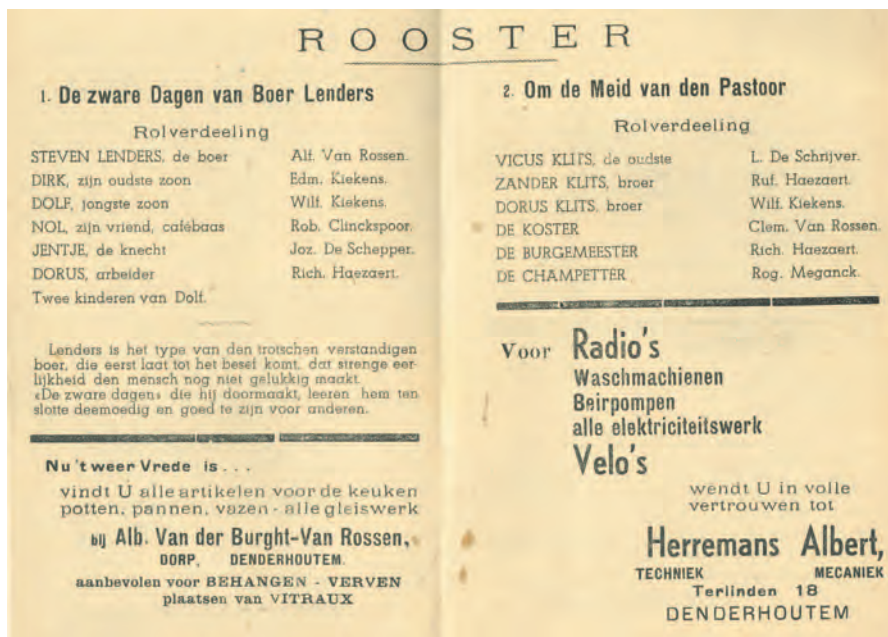 ROOSTER
1. De zware Dagen van Boer Lenders
Rolverdeeling
STEVEN LENDERS, de boer Alf. Van Rossen.
DIRK, zijn oudste zoon Edm. Kiekens.
DOLF, jongste zoon Wilf. Kiekens.
NOL, zijn vriend, cafébaas Rob. Clinckspoor.
JENTJE, de knecht Joz. De Schepper.
DORUS, arbeider Rich. Haezaert.
Twee kinderen van Dolf.
Lenders is het type van den trotschen verstandigen
boer, die eerst laat tot het besef komt, dat strenge eer-
lijkheid den mensch nog niet gelukkig maakt.
«De zware dagen» die hij doormaakt, leeren hem ten
slotte deemoedig en goed te zijn voor anderen.
Nu 't weer Vrede is . . .
vindt U alle artikelen voor de keuken
potten, pannen, vazen - alle gleiswerk
bij Alb. Van der Burght-Van Rossen,
DORP, DENDERHOUTEM.
aanbevolen voor BEHANGEN - VERVEN
plaatsen van VITRAUX
2. Om de Meid van den Pastoor
Rolverdeeling
VICUS KLITS, de oudste L. De Schrijver.
ZANDER KLITS, broer Ruf. Haezaert.
DORUS KLITS, broer Wilf. Kiekens.
DE KOSTER Clem. Van Rossen.
DE BURGEMEESTER Rich. Haezaert.
DE CHAMPETTER Rog. Meganck.
Voor Radio's
Waschmachienen
Beirpompen
alle elektriciteitswerk
Velo's
wendt U in volle
vertrouwen tot
Herremans Albert,
TECHNIEK MECANIEK
Terlinden 18
DENDERHOUTEM